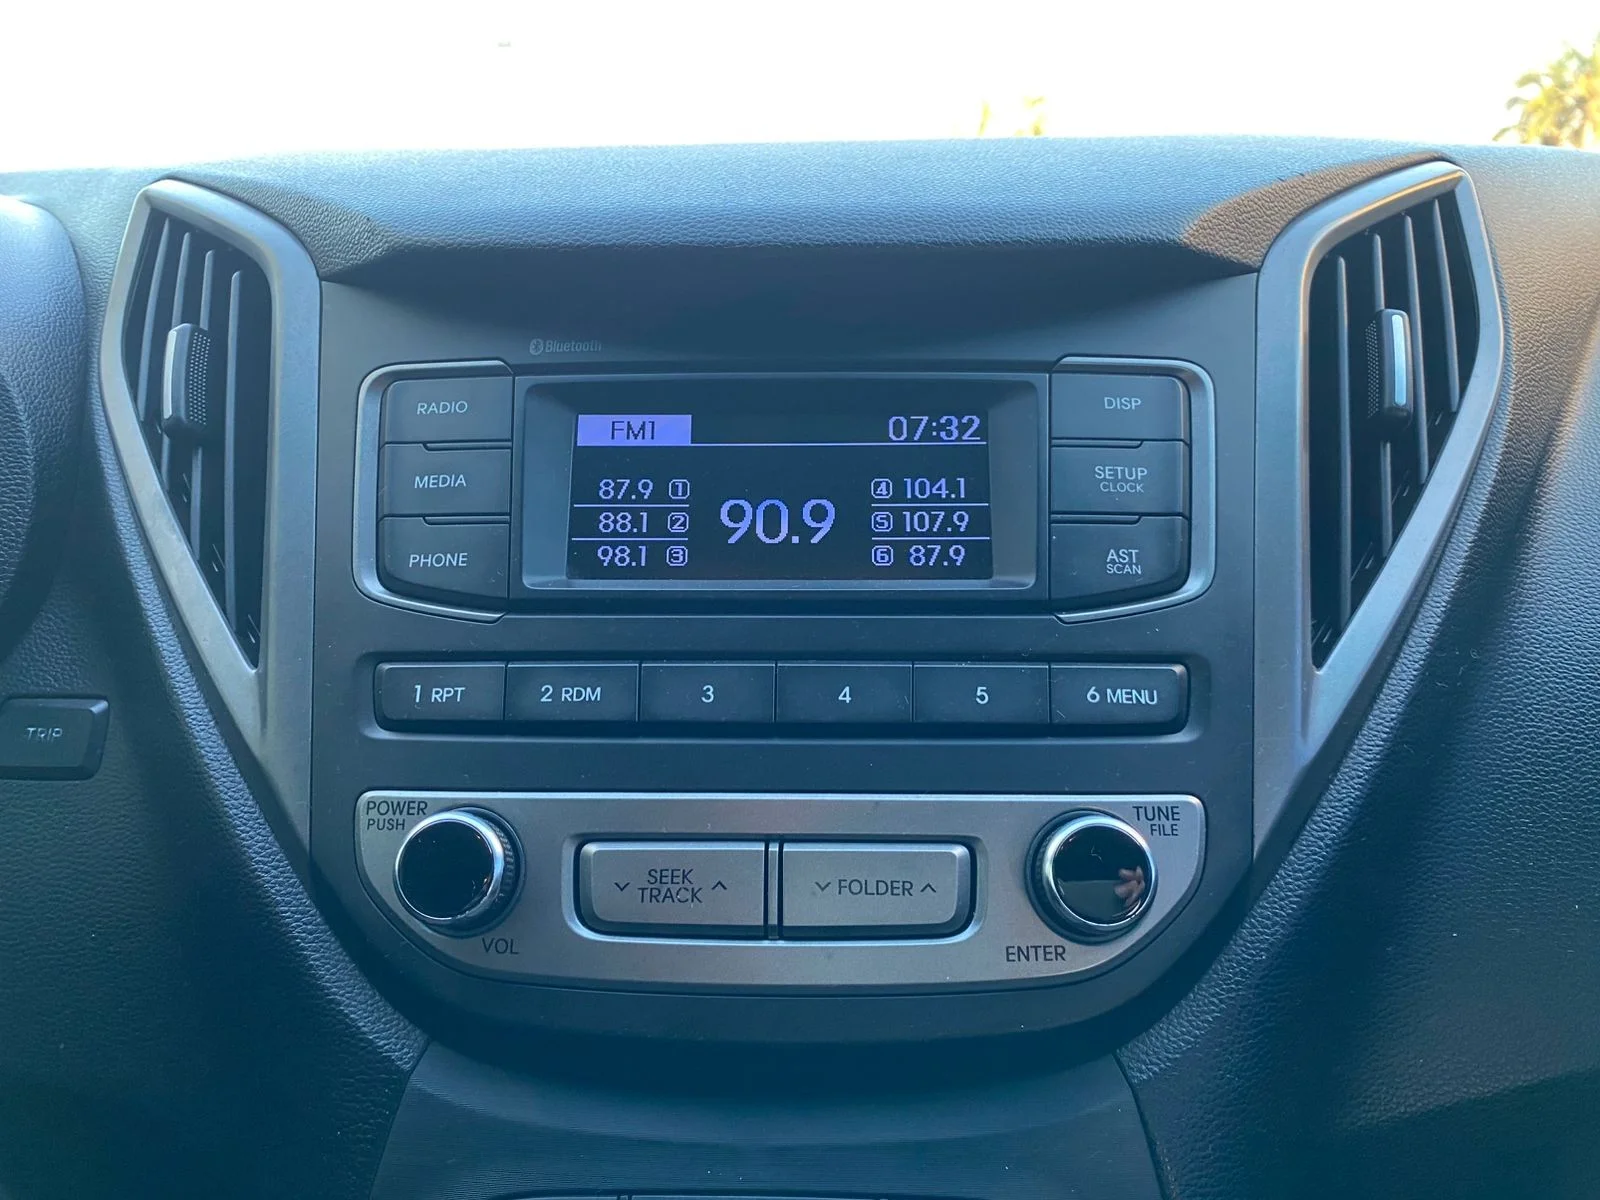 Bluetooth
RADIO
MEDIA
PHONE
FM1 07:32
87.9 1
88.1 2
98.1 3
90.9
4 104.1
5 107.9
6 87.9
DISP
SETUP
CLOCK
AST
SCAN
TRIP
1 RPT
2 RDM
3
4
5
6 MENU
POWER
PUSH
VOL
SEEK
TRACK
FOLDER
TUNE
FILE
ENTER